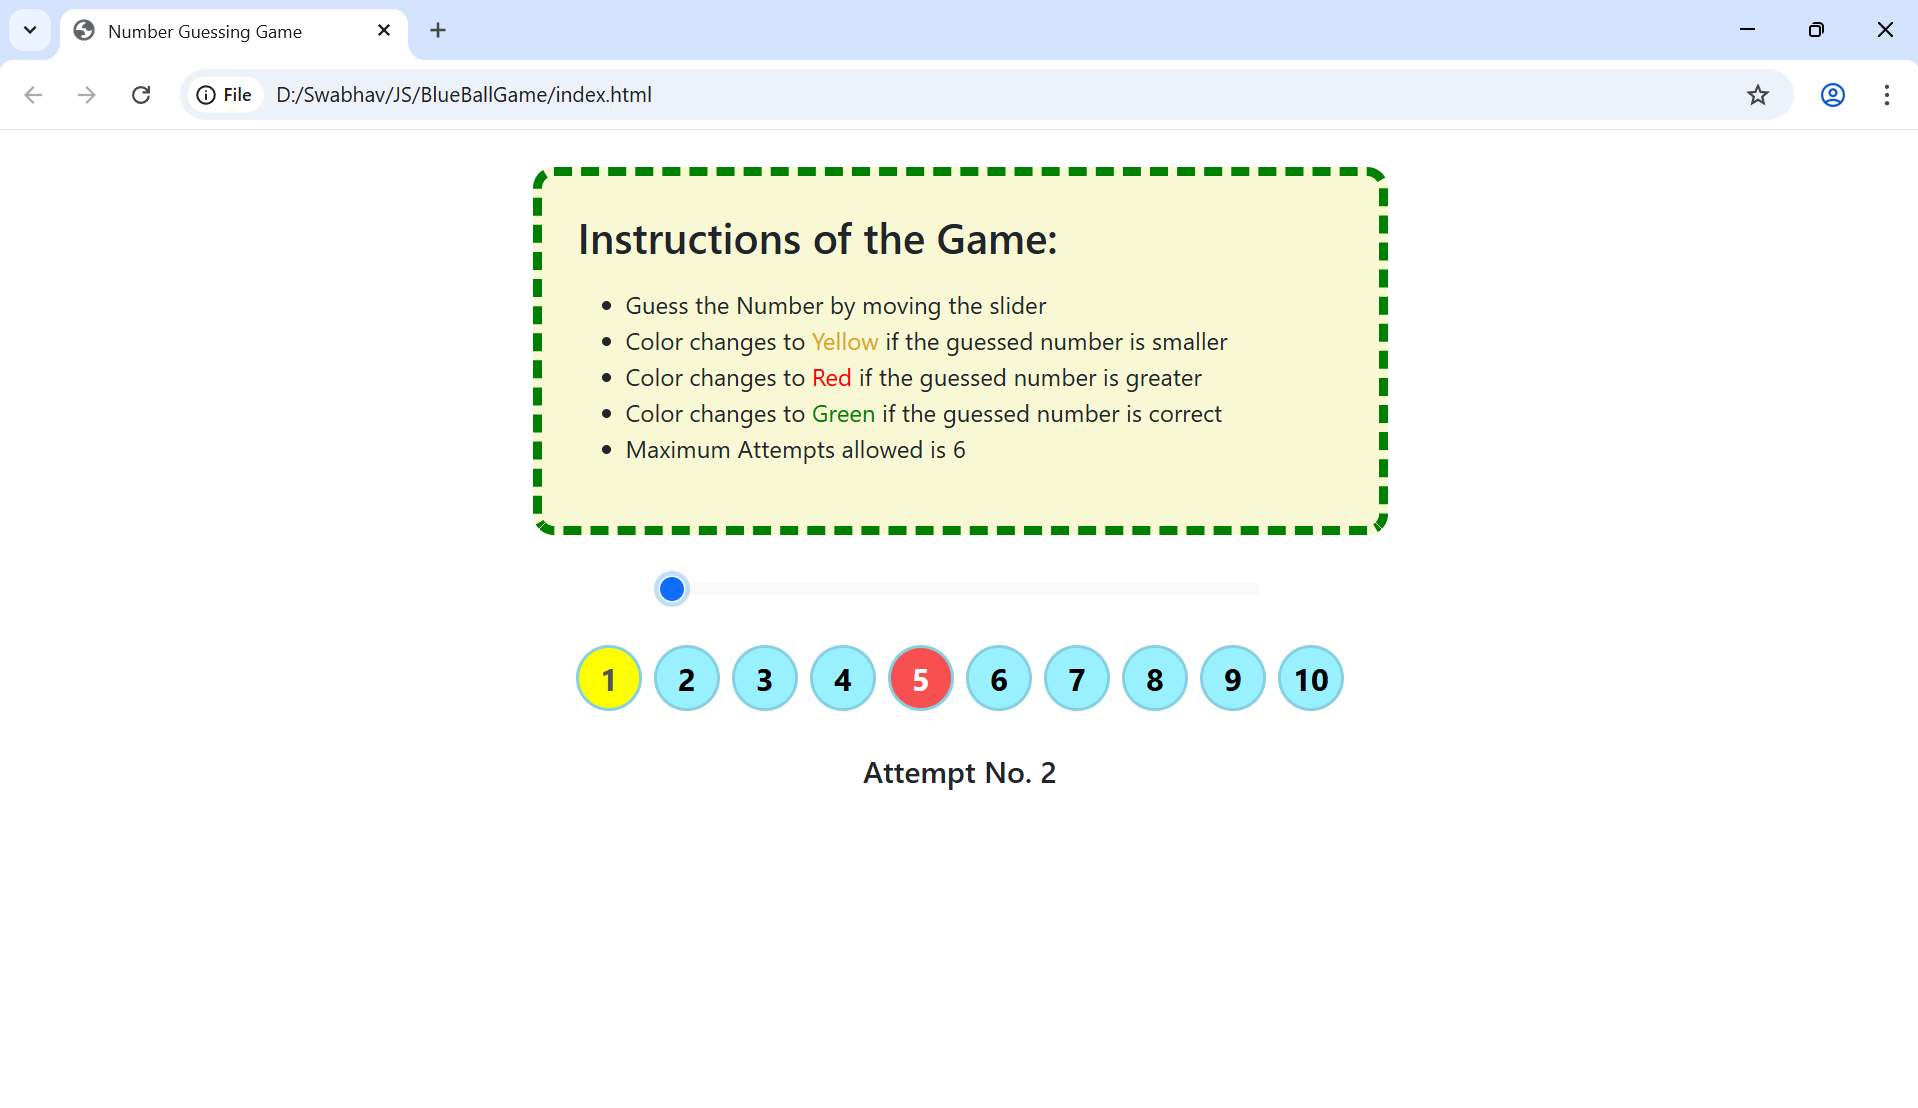 Number Guessing Game
File D:/Swabhav/JS/BlueBallGame/index.html
Instructions of the Game:
Guess the Number by moving the slider
Color changes to Yellow if the guessed number is smaller
Color changes to Red if the guessed number is greater
Color changes to Green if the guessed number is correct
Maximum Attempts allowed is 6
1 2 3 4 5 6 7 8 9 10
Attempt No. 2